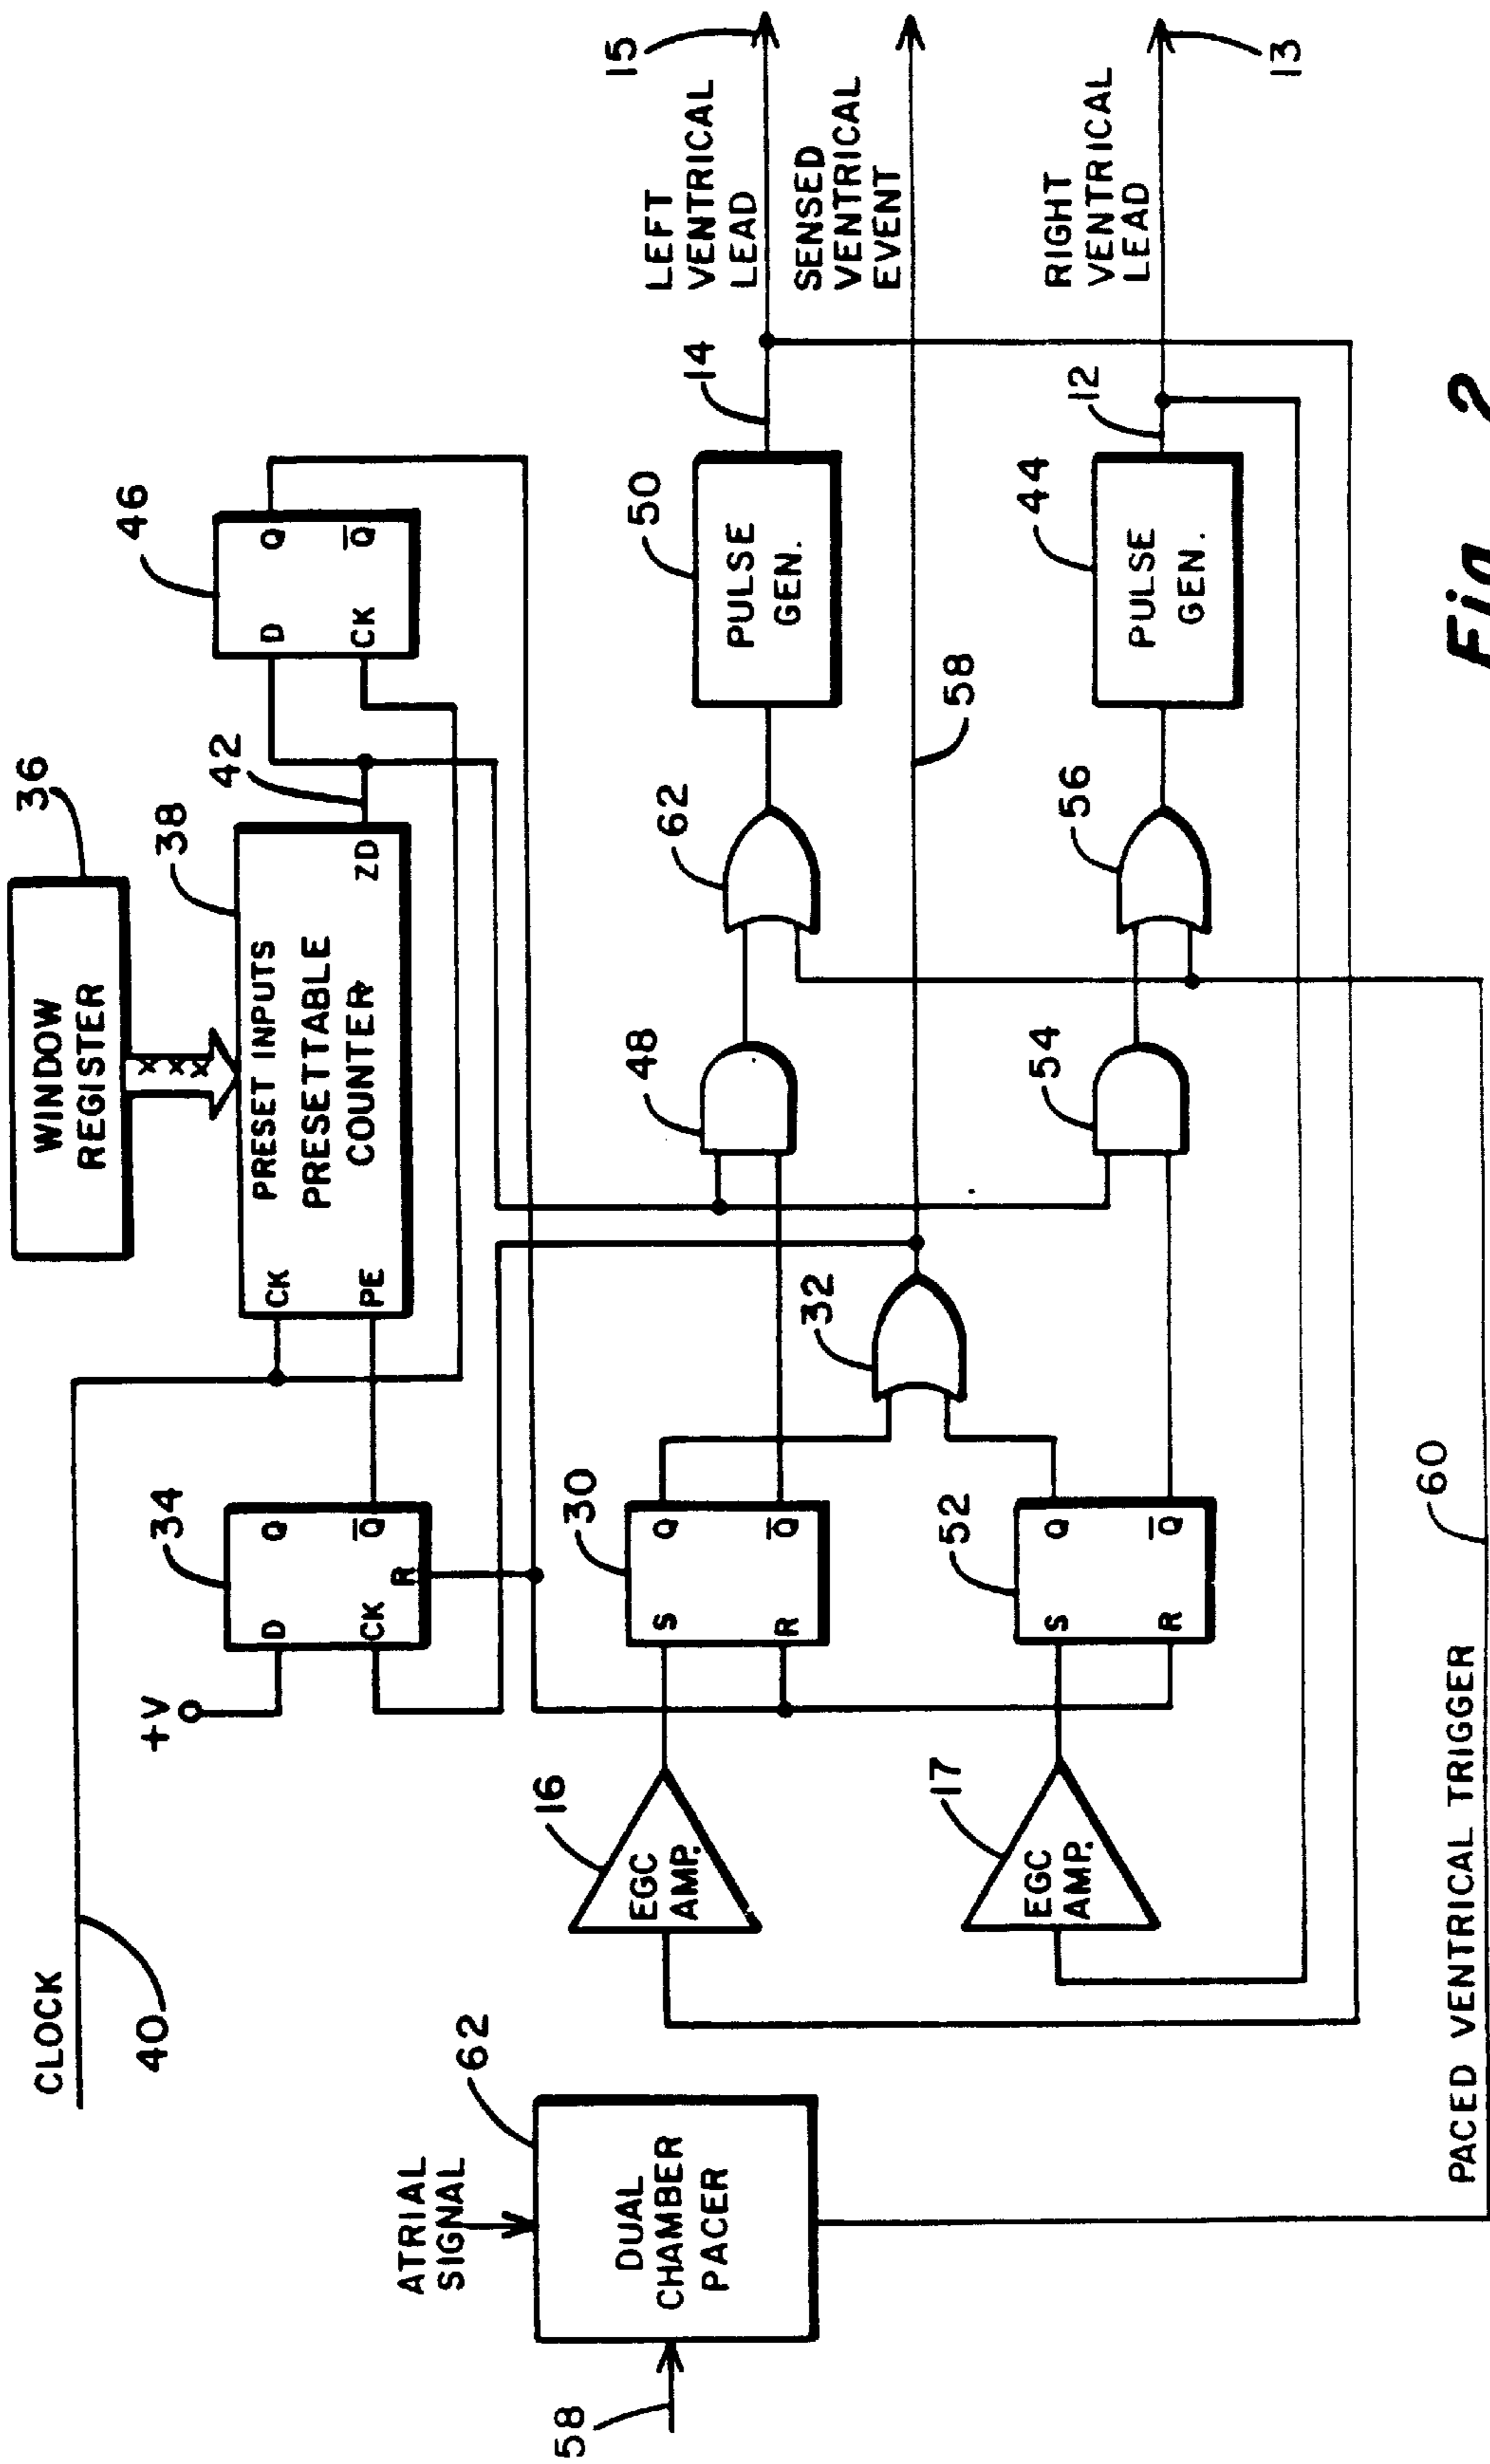 CLOCK
40
+V
34
D
Q
CK
Q
R
36
WINDOW
REGISTER
XXX
38
CK
PRESET INPUTS
PRESETTABLE
COUNTER
PE
ZD
42
46
D
Q
CK
Q
ATRIAL
SIGNAL
62
DUAL
CHAMBER
PACER
58
16
EGC
AMP.
30
S
Q
R
Q
32
48
62
50
PULSE
GEN.
14
LEFT
VENTRICAL
LEAD
15
SENSED
VENTRICAL
EVENT
58
17
EGC
AMP.
52
S
Q
R
Q
54
56
44
PULSE
GEN.
12
RIGHT
VENTRICAL
LEAD
13
PACED VENTRICAL TRIGGER
60
Fig. 2